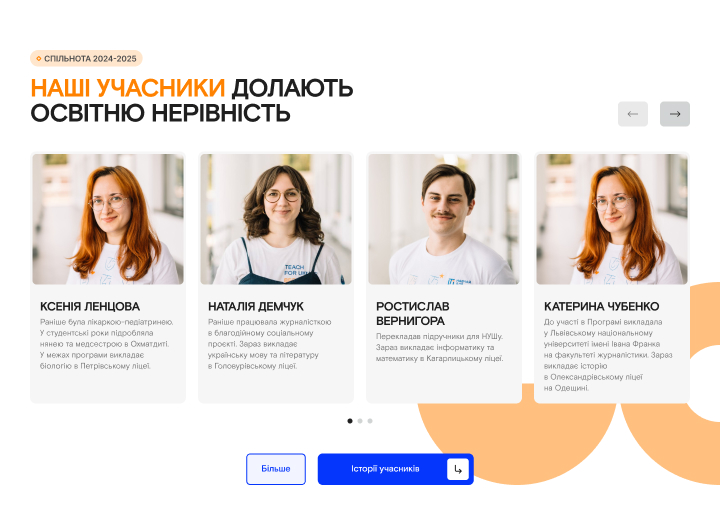 СПІЛЬНОТА 2024-2025
НАШІ УЧАСНИКИ ДОЛАЮТЬ
ОСВІТНЮ НЕРІВНІСТЬ
TEACH
КСЕНІЯ ЛЕНЦОВА
Раніше була лікаркою-педіатринею.
У студентські роки підробляла
нянею та медсестрою в Охматдиті.
У межах програми викладає
біологію в Петрівському ліцеї.
НАТАЛІЯ ДЕМЧУК
Раніше працювала журналісткою
в благодійному соціальному
проєкті. Зараз викладає
українську мову та літературу
в Головурівському ліцеї.
РОСТИСЛАВ
ВЕРНИГОРА
Перекладав підручники для НУШу.
Зараз викладає інформатику та
математику в Кагарлицькому ліцеї.
КАТЕРИНА ЧУБЕНКО
До участі в Програмі викладала
у Львівському національному
університеті імені Івана Франка
на факультеті журналістики. Зараз
викладає історію
в Олександрівському ліцеї
на Одещині.
Більше
Історії учасників